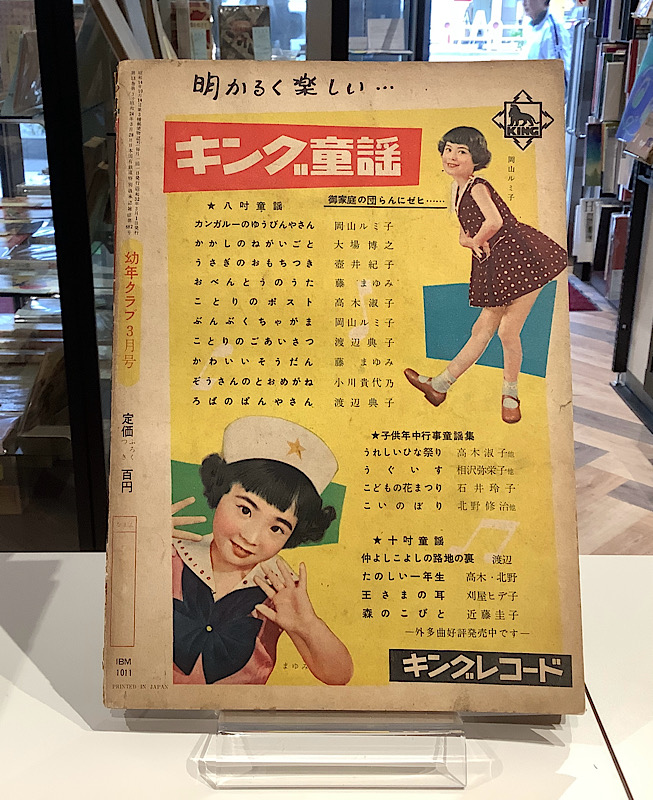 明かるく楽しい…
KING
キング童謡
岡山ルミ子
御家庭の団らんにゼヒ……
★八吋童謡
カンガルーのゆうびんやさん 岡山ルミ子
かかしのねがいごと 大場博之
うさぎのおもちつき 壺井紀子
おべんとうのうた 藤まゆみ
ことりのポスト 高木淑子
ぶんぶくちゃがま 岡山ルミ子
ことりのごあいさつ 渡辺典子
かわいいそうだん 藤まゆみ
ぞうさんのとおめがね 小川貴代乃
ろばのぱんやさん 渡辺典子
★子供年中行事童謡集
うれしいひな祭り 高木淑子他
うぐいす 相沢弥栄子他
こどもの花まつり 石井玲子
こいのぼり 北野修治他
★十吋童謡
仲よしこよしの路地の裏 渡辺
たのしい一年生 高木・北野
王さまの耳 刈屋ヒデ子
森のこびと 近藤圭子
―外多曲好評発売中です―
まゆみ
キングレコード
幼年クラブ3月号
定価 百円
ふろくつき
IBM
1011
PRINTED IN JAPAN